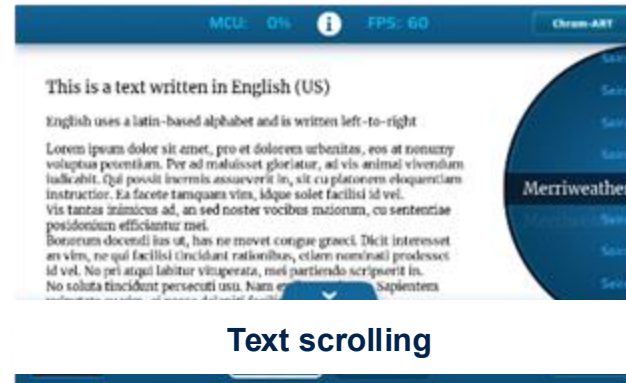 MCU: 0% i FPS: 60 Chrom-ART
This is a text written in English (US)
English uses a latin-based alphabet and is written left-to-right
Lorem ipsum dolor sit amet, pro et dolorem urbenitas, eos at nonumy
voluptua potentium. Per ad maluisset gloriatur, ad vis animal vivendum
iudicabit. Qui possit inermis assueverit in, sit cu platonem eloquentiam
instructior. Ea facete tamquam vim, idque solet facilisi id vel.
Vis tantas inimicus ad, an sed noster vocibus maiorum, cu sententiae
posidonium efficiantur mei.
Bonorum docendi ius ut, has ne movet congue graeci. Dicit interesset
an vim, ne qui facilisi tincidunt rationibus, etiam nominati prodesset
id vel. No pri atqui labitur vituperata, mei partiendo scripserit in.
No soluta tincidunt persecuti usu. Nam Sapientem
Merriweather
Text scrolling